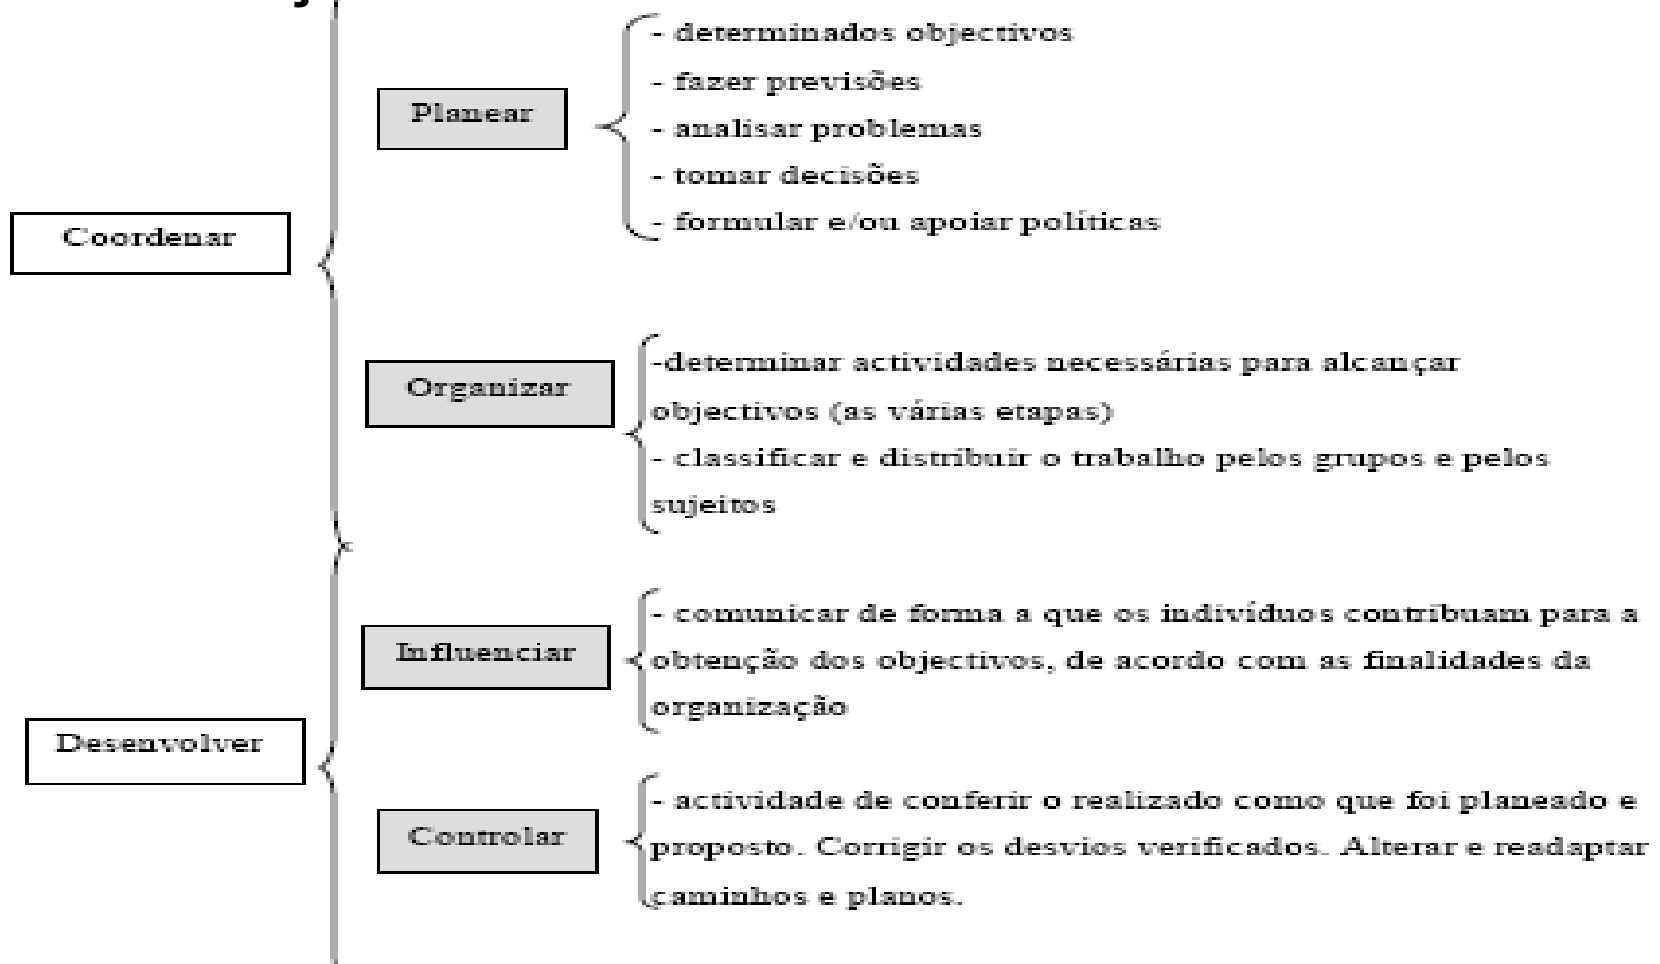 Planear
- determinados objectivos
- fazer previsões
- analisar problemas
- tomar decisões
- formular e/ou apoiar políticas
Coordenar
Organizar
-determinar actividades necessárias para alcançar
objectivos (as várias etapas)
- classificar e distribuir o trabalho pelos grupos e pelos
sujeitos
Influenciar
- comunicar de forma a que os indivíduos contribuam para a
obtenção dos objectivos, de acordo com as finalidades da
organização
Desenvolver
Controlar
- actividade de conferir o realizado como que foi planeado e
proposto. Corrigir os desvios verificados. Alterar e readaptar
caminhos e planos.